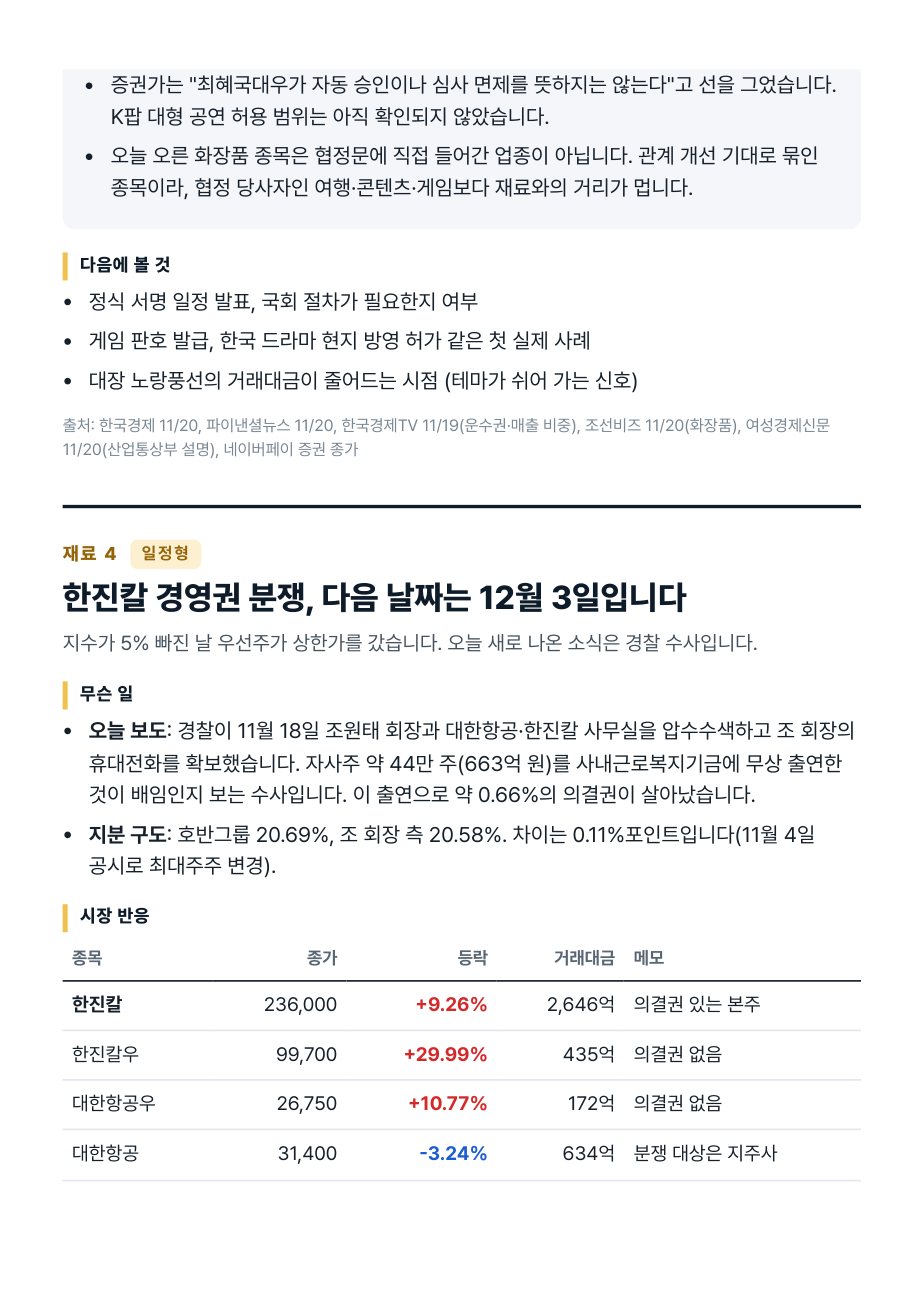 • 증권가는 "최혜국대우가 자동 승인이나 심사 면제를 뜻하지는 않는다"고 선을 그었습니다.
K팝 대형 공연 허용 범위는 아직 확인되지 않았습니다.
• 오늘 오른 화장품 종목은 협정문에 직접 들어간 업종이 아닙니다. 관계 개선 기대로 묶인
종목이라, 협정 당사자인 여행·콘텐츠·게임보다 재료와의 거리가 멉니다.
다음에 볼 것
• 정식 서명 일정 발표, 국회 절차가 필요한지 여부
• 게임 판호 발급, 한국 드라마 현지 방영 허가 같은 첫 실제 사례
• 대장 노랑풍선의 거래대금이 줄어드는 시점 (테마가 쉬어 가는 신호)
출처: 한국경제 11/20, 파이낸셜뉴스 11/20, 한국경제TV 11/19(운수권·매출 비중), 조선비즈 11/20(화장품), 여성경제신문
11/20(산업통상부 설명), 네이버페이 증권 종가
재료 4 일정형
한진칼 경영권 분쟁, 다음 날짜는 12월 3일입니다
지수가 5% 빠진 날 우선주가 상한가를 갔습니다. 오늘 새로 나온 소식은 경찰 수사입니다.
무슨 일
• 오늘 보도: 경찰이 11월 18일 조원태 회장과 대한항공·한진칼 사무실을 압수수색하고 조 회장의
휴대전화를 확보했습니다. 자사주 약 44만 주(663억 원)를 사내근로복지기금에 무상 출연한
것이 배임인지 보는 수사입니다. 이 출연으로 약 0.66%의 의결권이 살아났습니다.
• 지분 구도: 호반그룹 20.69%, 조 회장 측 20.58%. 차이는 0.11%포인트입니다(11월 4일
공시로 최대주주 변경).
시장 반응
종목 종가 등락 거래대금 메모
한진칼 236,000 +9.26% 2,646억 의결권 있는 본주
한진칼우 99,700 +29.99% 435억 의결권 없음
대한항공우 26,750 +10.77% 172억 의결권 없음
대한항공 31,400 -3.24% 634억 분쟁 대상은 지주사